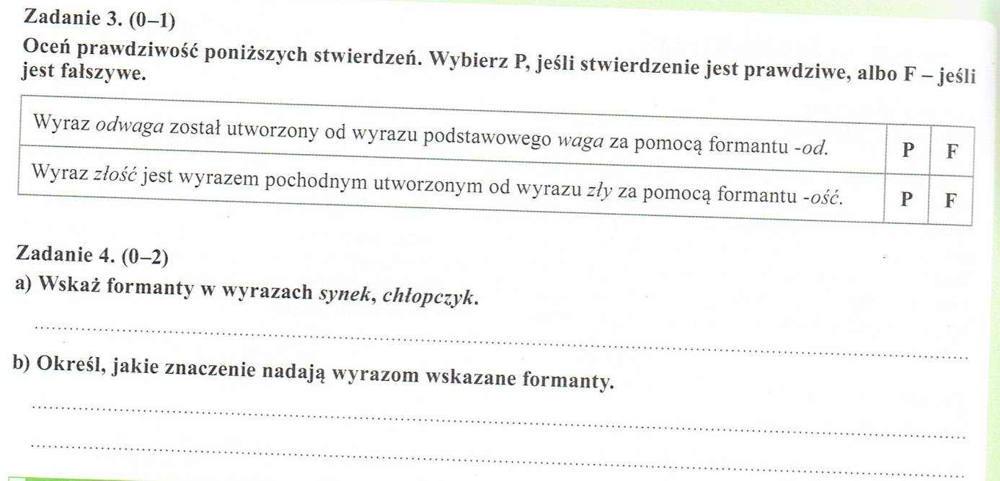 Zadanie 3. (0–1)
Oceń prawdziwość poniższych stwierdzeń. Wybierz P, jeśli stwierdzenie jest prawdziwe, albo F – jeśli
jest fałszywe.
Wyraz odwaga został utworzony od wyrazu podstawowego waga za pomocą formantu -od. P F
Wyraz złość jest wyrazem pochodnym utworzonym od wyrazu zły za pomocą formantu -ość. P F
Zadanie 4. (0–2)
a) Wskaż formanty w wyrazach synek, chłopczyk.
b) Określ, jakie znaczenie nadają wyrazom wskazane formanty.